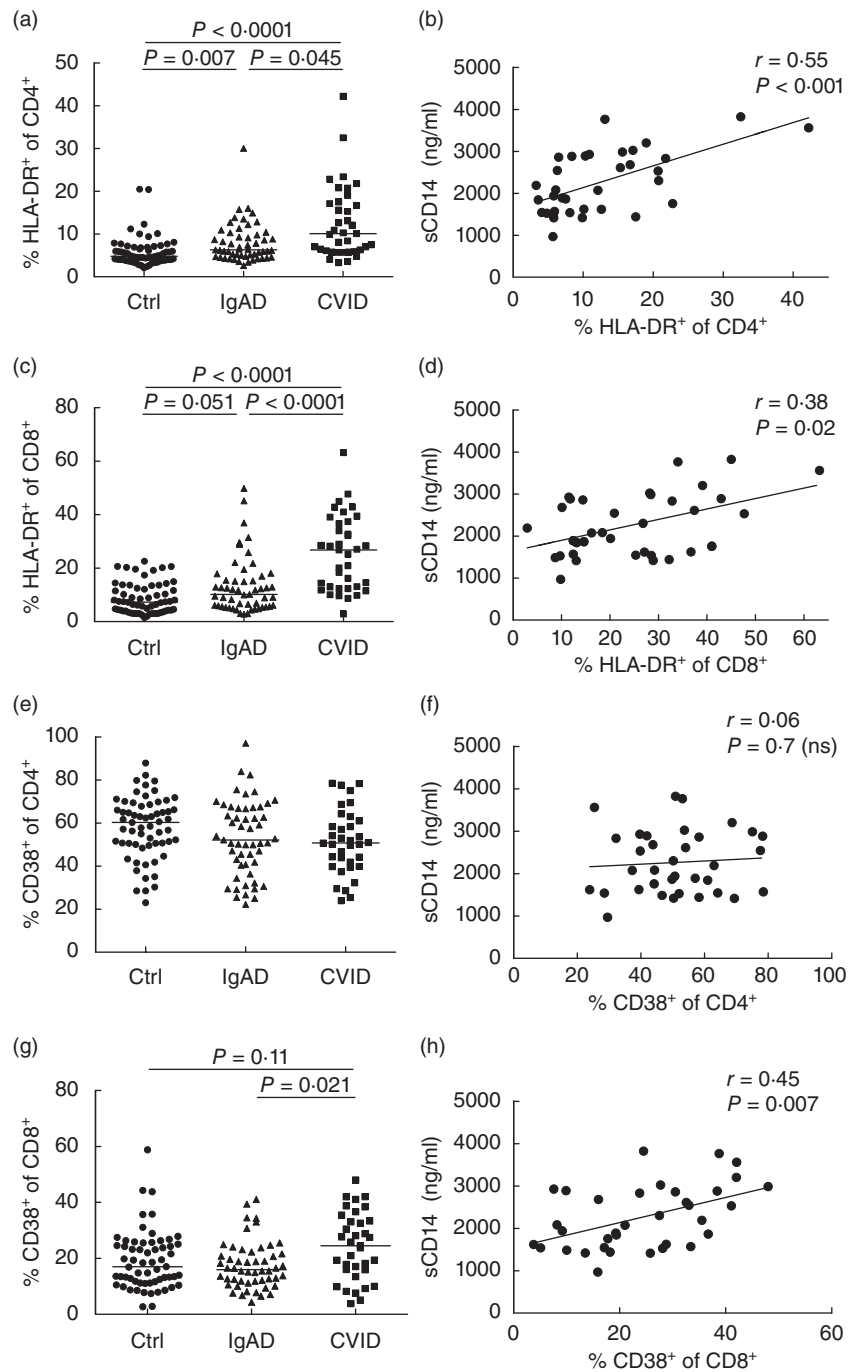 (a)
P < 0·0001
P = 0·007 P = 0·045
50
40
30
20
10
0
% HLA-DR⁺ of CD4⁺
Ctrl IgAD CVID
(b)
r = 0·55
P < 0·001
5000
4000
3000
2000
1000
0
sCD14 (ng/ml)
0 10 20 30 40
% HLA-DR⁺ of CD4⁺
(c)
P < 0·0001
P = 0·051 P < 0·0001
80
60
40
20
0
% HLA-DR⁺ of CD8⁺
Ctrl IgAD CVID
(d)
r = 0·38
P = 0·02
5000
4000
3000
2000
1000
0
sCD14 (ng/ml)
0 10 20 30 40 50 60
% HLA-DR⁺ of CD8⁺
(e)
100
80
60
40
20
0
% CD38⁺ of CD4⁺
Ctrl IgAD CVID
(f)
r = 0·06
P = 0·7 (ns)
5000
4000
3000
2000
1000
0
sCD14 (ng/ml)
0 20 40 60 80 100
% CD38⁺ of CD4⁺
(g)
P = 0·11
P = 0·021
80
60
40
20
0
% CD38⁺ of CD8⁺
Ctrl IgAD CVID
(h)
r = 0·45
P = 0·007
5000
4000
3000
2000
1000
0
sCD14 (ng/ml)
0 20 40 60
% CD38⁺ of CD8⁺